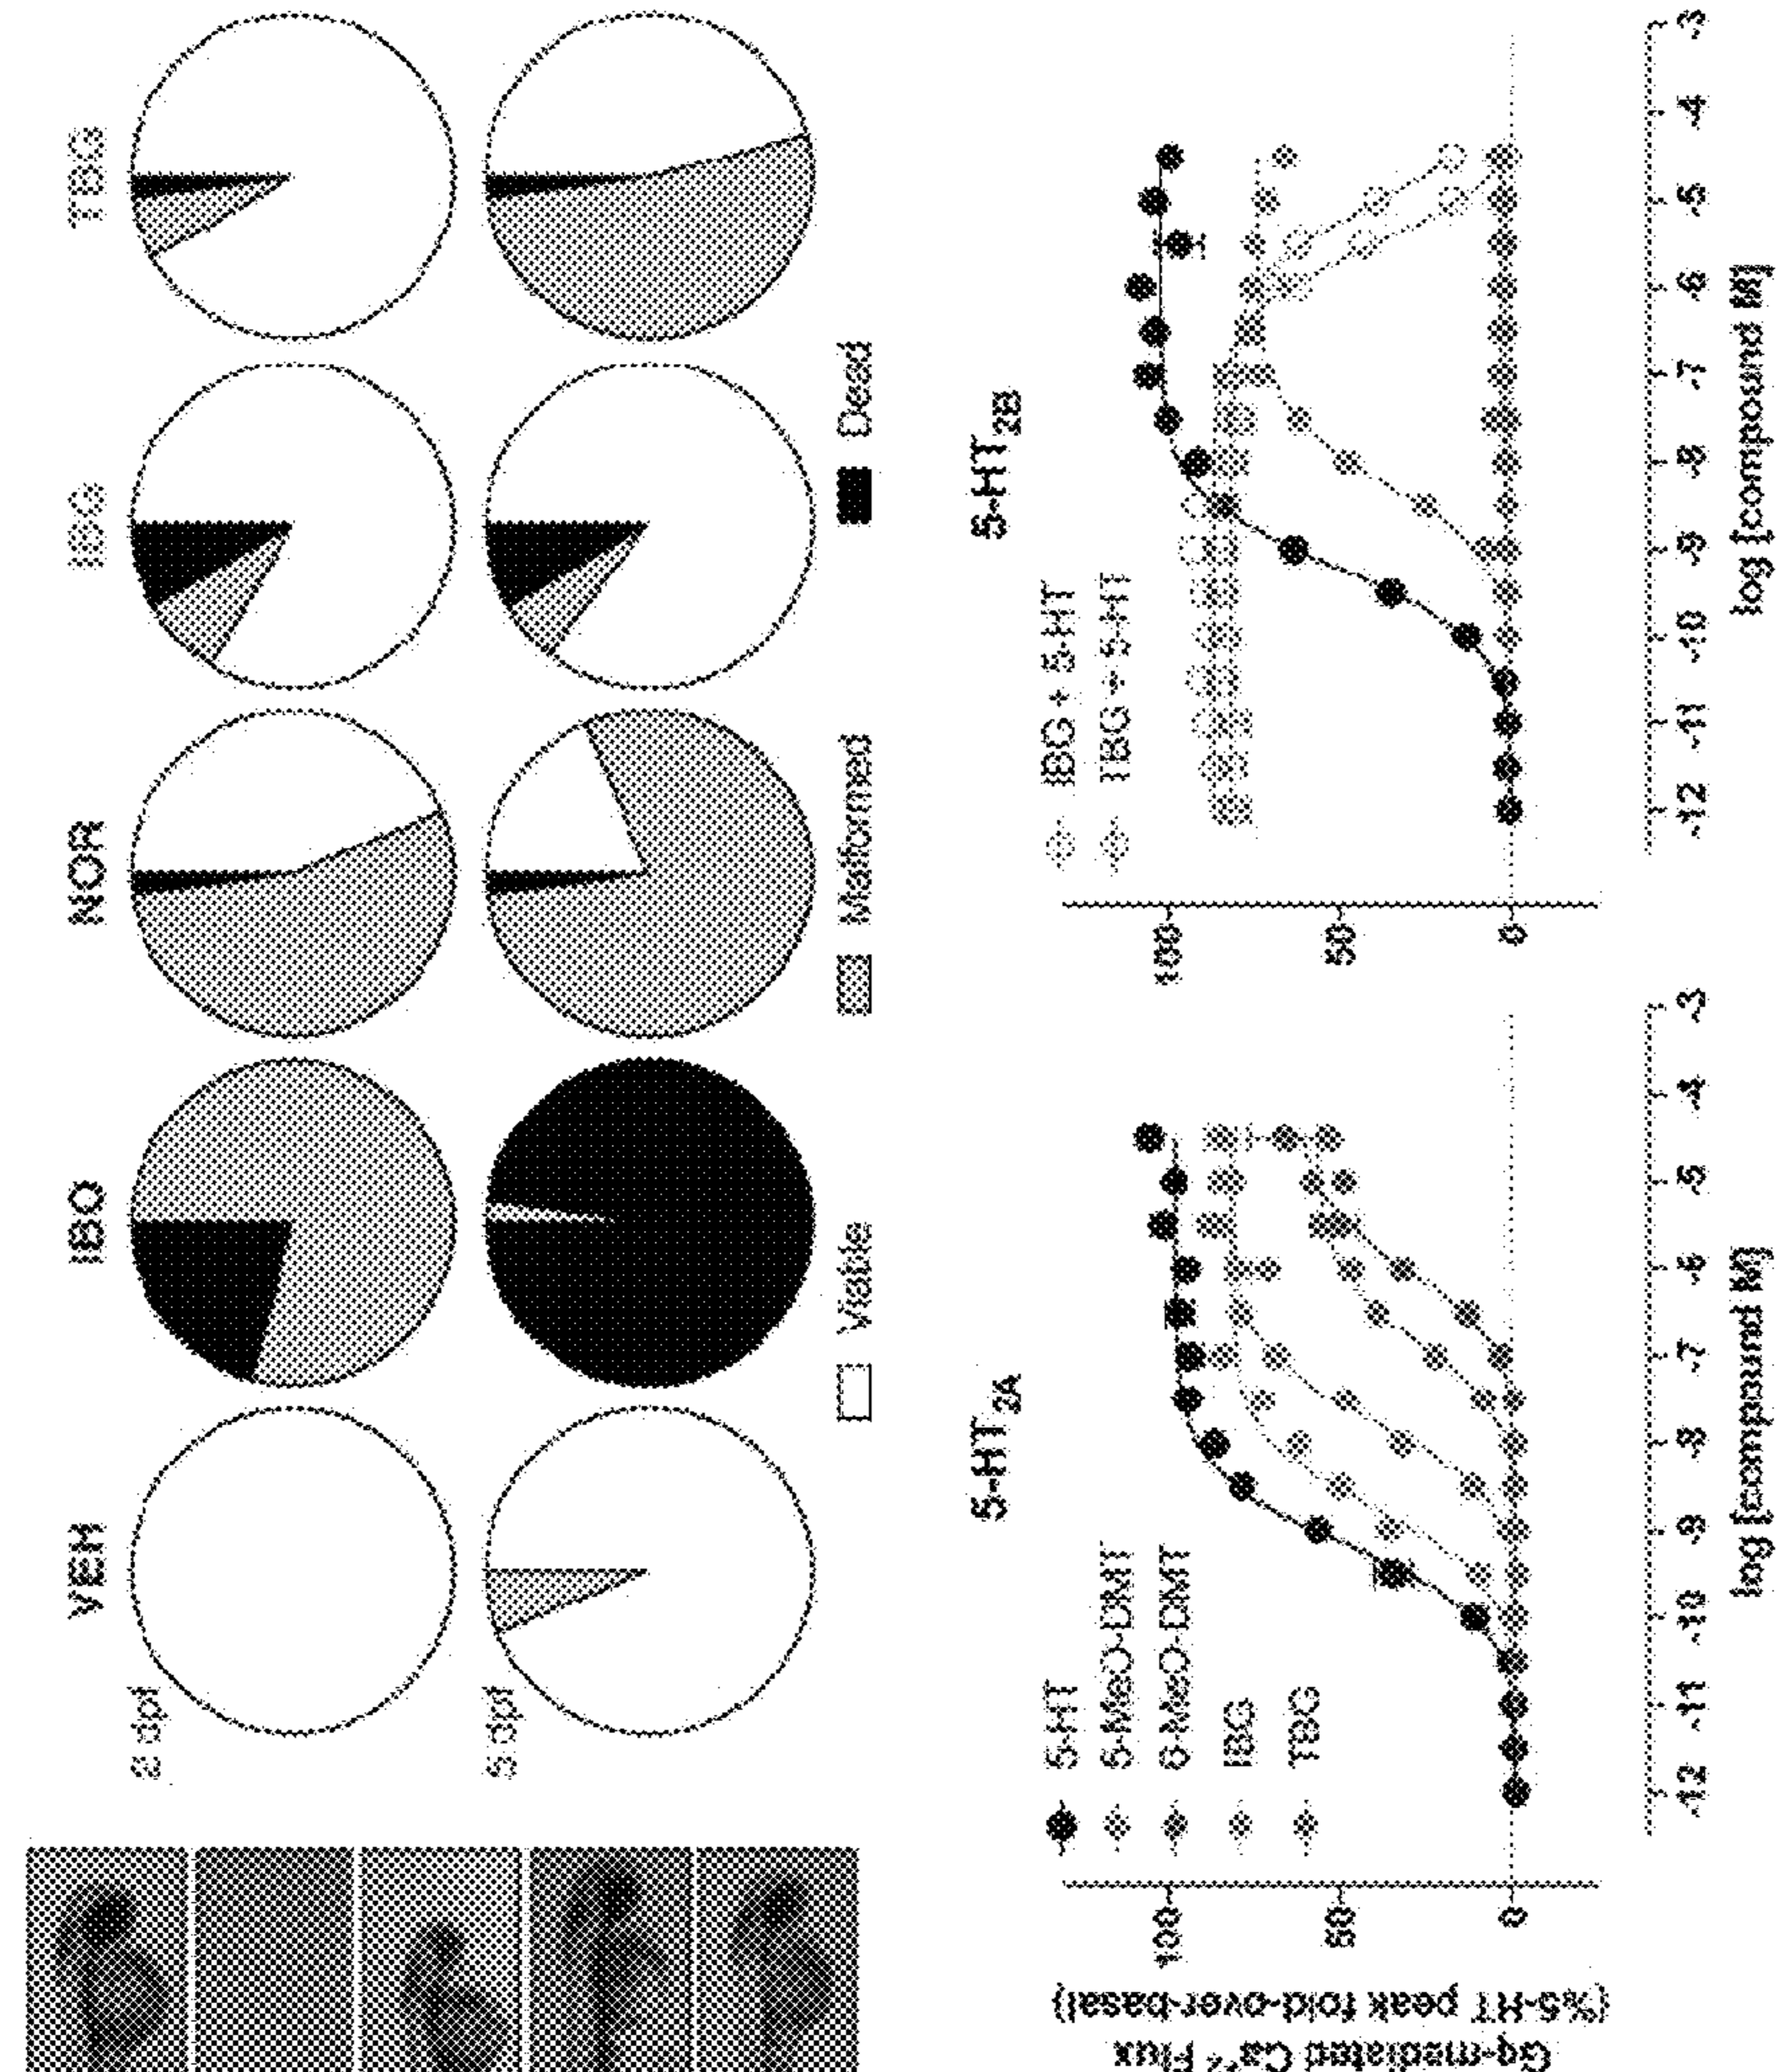 VEH IBO NOR IBG TBG
2 dpf
5 dpf
Viable Malformed Dead
5-HT2A
5-HT
5-MeO-DMT
6-MeO-DMT
IBG
TBG
Gq-mediated Ca+2 Flux
(%5-HT peak fold-over-basal)
100
50
0
-12 -11 -10 -9 -8 -7 -6 -5 -4 -3
log [compound M]
5-HT2B
IBG + 5-HT
TBG + 5-HT
100
50
0
-12 -11 -10 -9 -8 -7 -6 -5 -4 -3
log [compound M]